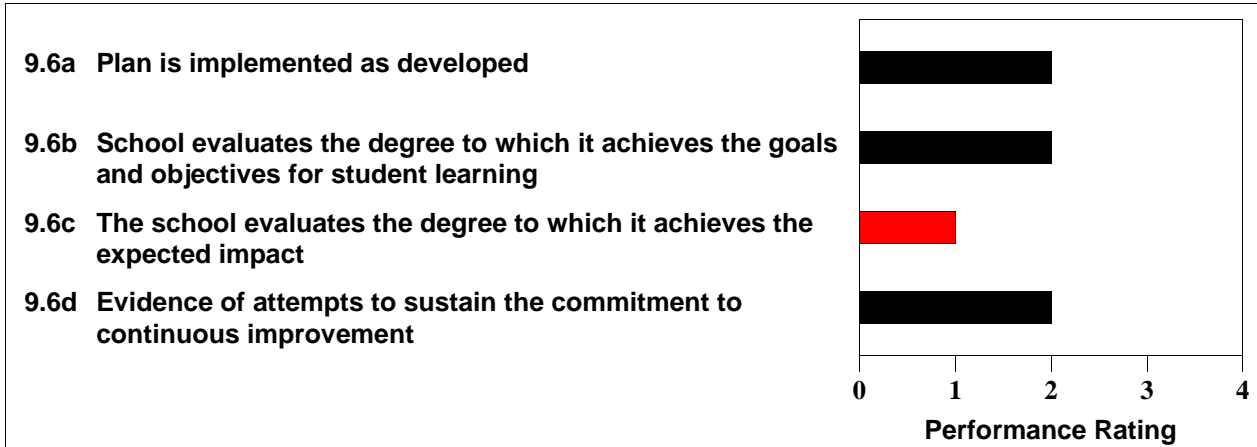 9.6a Plan is implemented as developed
9.6b School evaluates the degree to which it achieves the goals
and objectives for student learning
9.6c The school evaluates the degree to which it achieves the
expected impact
9.6d Evidence of attempts to sustain the commitment to
continuous improvement
0 1 2 3 4
Performance Rating